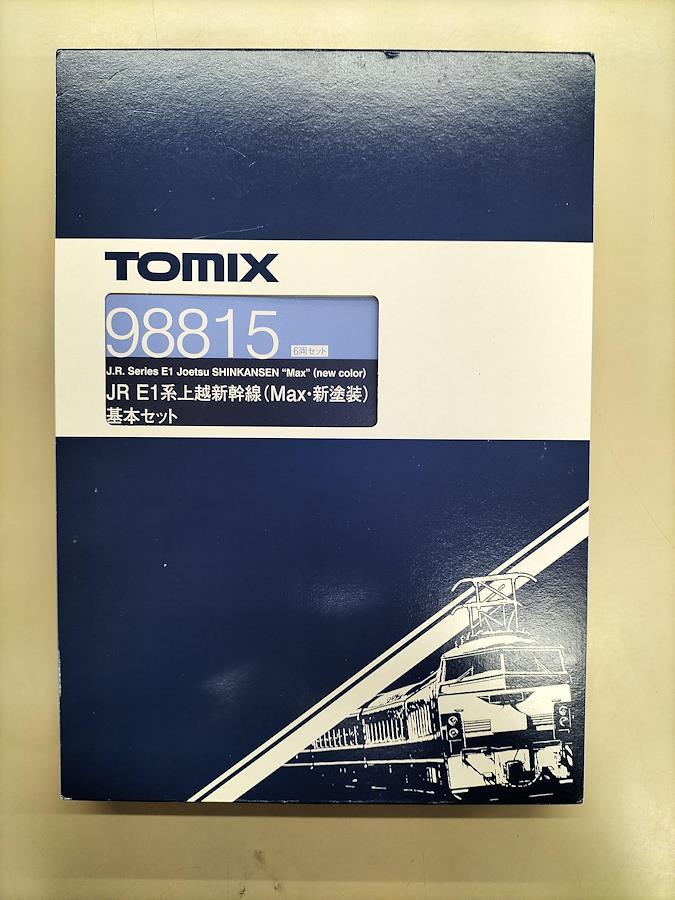 TOMIX
98815
6両セット
J.R. Series E1 Joetsu SHINKANSEN “Max” (new color)
JR E1系上越新幹線(Max・新塗装)
基本セット